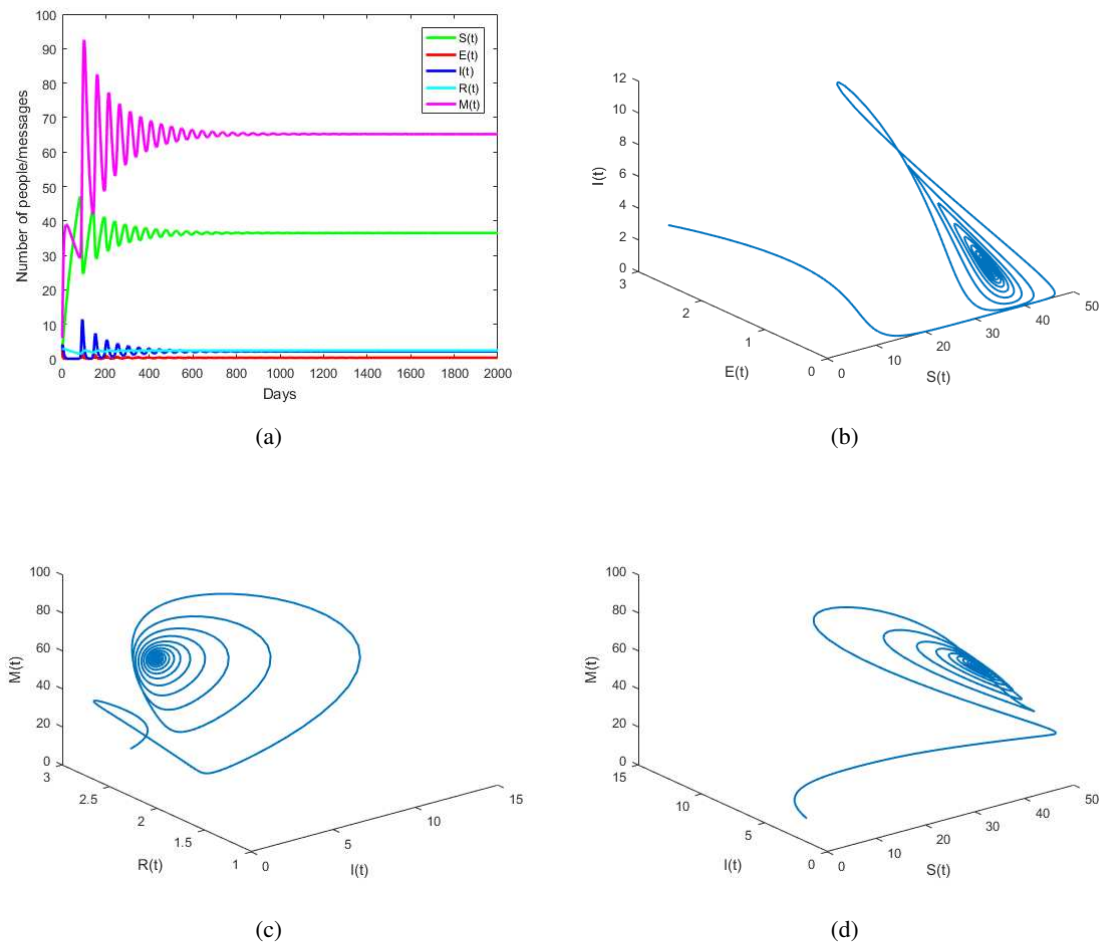 100
90
80
70
60
50
40
30
20
10
0
Number of people/messages
0 200 400 600 800 1000 1200 1400 1600 1800 2000
Days
S(t)
E(t)
I(t)
R(t)
M(t)
(a)
12
10
8
6
4
2
0
I(t)
3
2
1
0
E(t)
0
10
20
30
40
50
S(t)
(b)
100
80
60
40
20
0
M(t)
3
2.5
2
1.5
1
R(t)
0
5
10
15
I(t)
(c)
100
80
60
40
20
0
M(t)
15
10
5
0
I(t)
0
10
20
30
40
50
S(t)
(d)